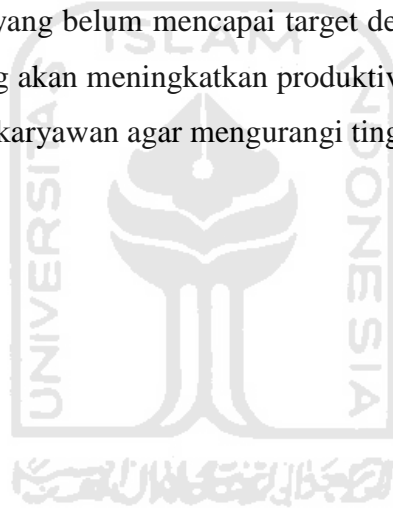 yang belum mencapai target de
ISLAM
g akan meningkatkan produktiv
karyawan agar mengurangi ting
UNIVERSITAS
INDONESIA